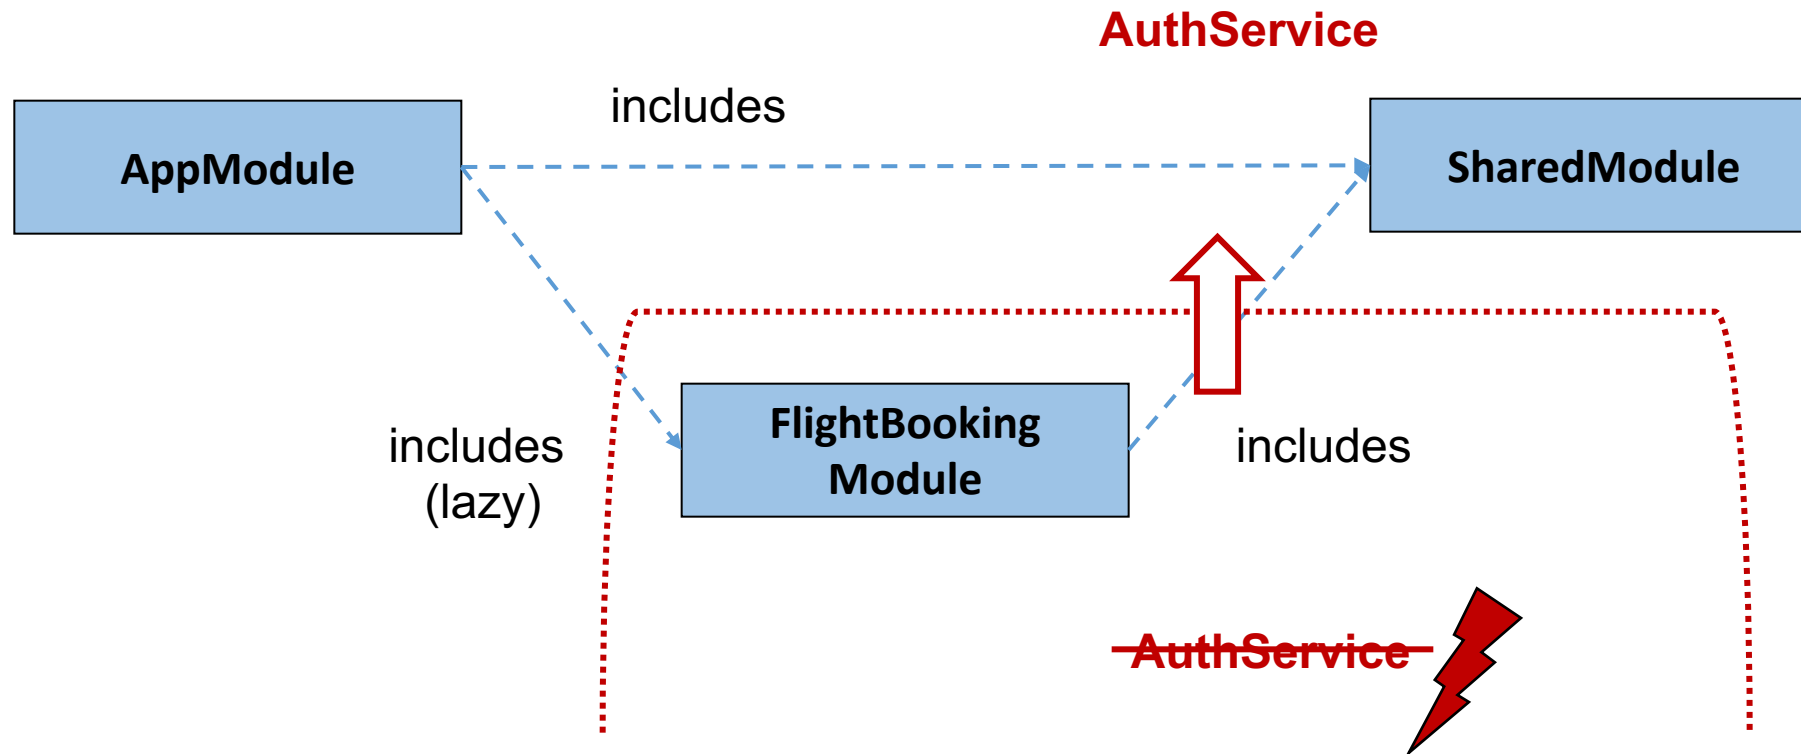 AuthService
includes
AppModule
SharedModule
FlightBooking
Module
includes
(lazy)
includes
AuthService